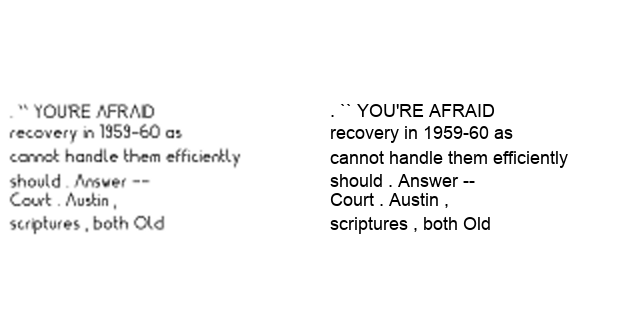 . `` YOU'RE AFRAID
recovery in 1959-60 as
cannot handle them efficiently
should . Answer --
Court . Austin ,
scriptures , both Old
. `` YOU'RE AFRAID
recovery in 1959-60 as
cannot handle them efficiently
should . Answer --
Court . Austin ,
scriptures , both Old